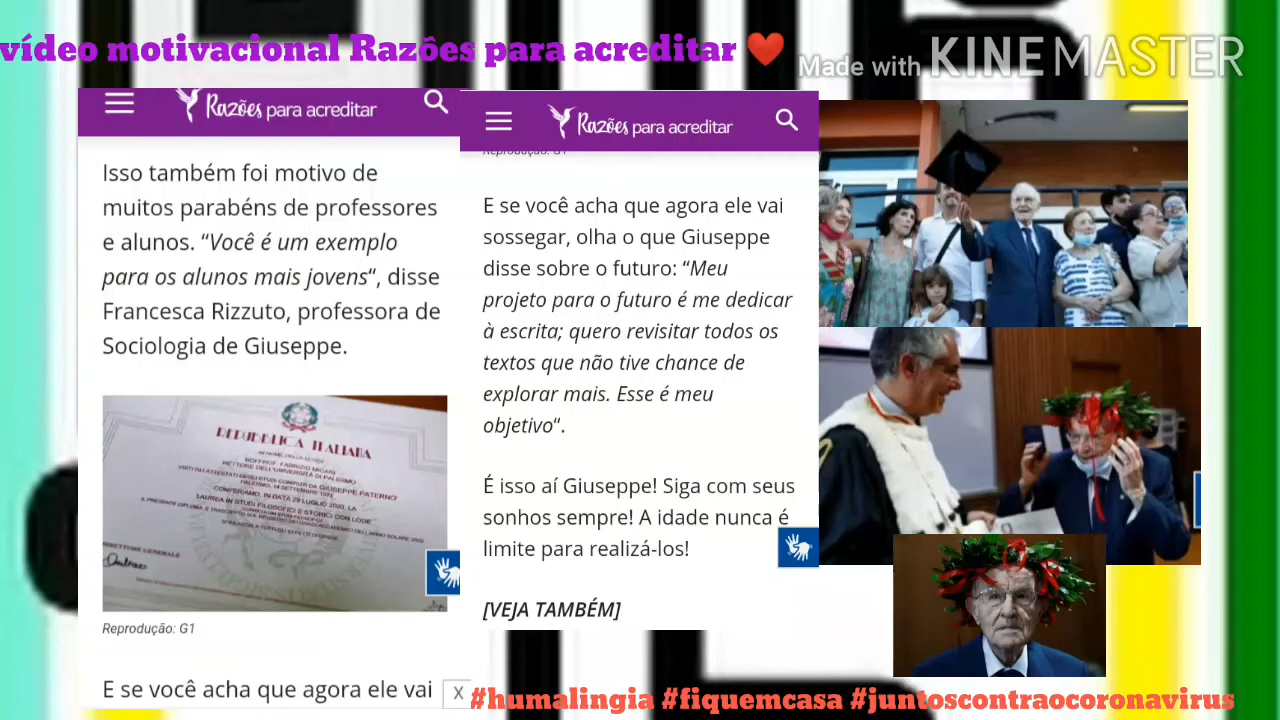 vídeo motivacional Razões para acreditar ❤
Made with KINEMASTER
Razões para acreditar
Isso também foi motivo de
muitos parabéns de professores
e alunos. “Você é um exemplo
para os alunos mais jovens“, disse
Francesca Rizzuto, professora de
Sociologia de Giuseppe.
REPUBBLICA ITALIANA
Reprodução: G1
E se você acha que agora ele vai
X
Razões para acreditar
Reprodução: G1
E se você acha que agora ele vai
sossegar, olha o que Giuseppe
disse sobre o futuro: “Meu
projeto para o futuro é me dedicar
à escrita; quero revisitar todos os
textos que não tive chance de
explorar mais. Esse é meu
objetivo“.
É isso aí Giuseppe! Siga com seus
sonhos sempre! A idade nunca é
limite para realizá-los!
[VEJA TAMBÉM]
#humalingia #fiquemcasa #juntoscontraocoronavirus